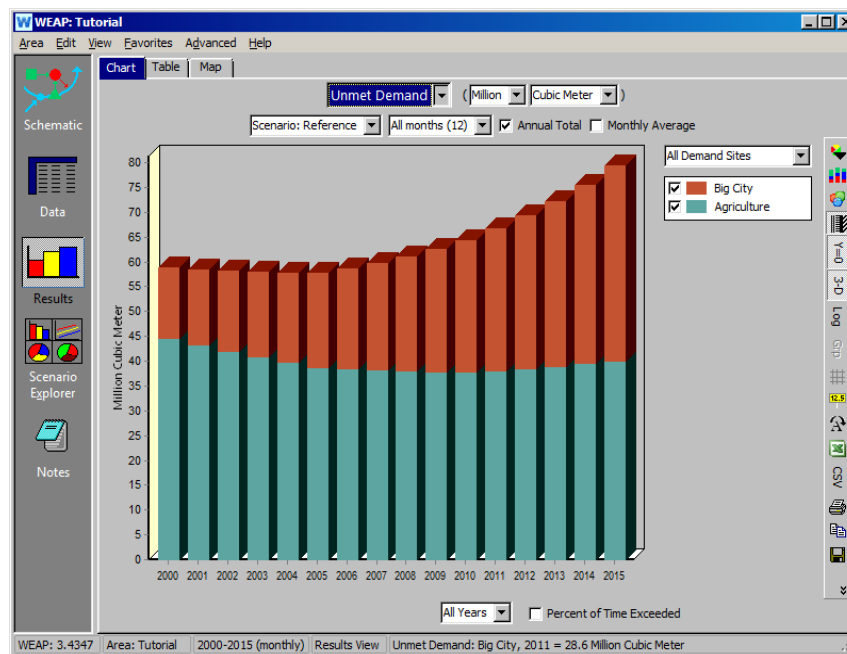 WEAP: Tutorial
Area Edit View Favorites Advanced Help
Chart Table Map
Unmet Demand ( Million Cubic Meter )
Scenario: Reference All months (12) Annual Total Monthly Average
Schematic
Data
Results
Scenario
Explorer
Notes
Million Cubic Meter
80
75
70
65
60
55
50
45
40
35
30
25
20
15
10
5
0
2000 2001 2002 2003 2004 2005 2006 2007 2008 2009 2010 2011 2012 2013 2014 2015
All Demand Sites
Big City
Agriculture
Y=0
3-D
Log
Grp
12.5
CSV
All Years Percent of Time Exceeded
WEAP: 3.4347 Area: Tutorial 2000-2015 (monthly) Results View Unmet Demand: Big City, 2011 = 28.6 Million Cubic Meter